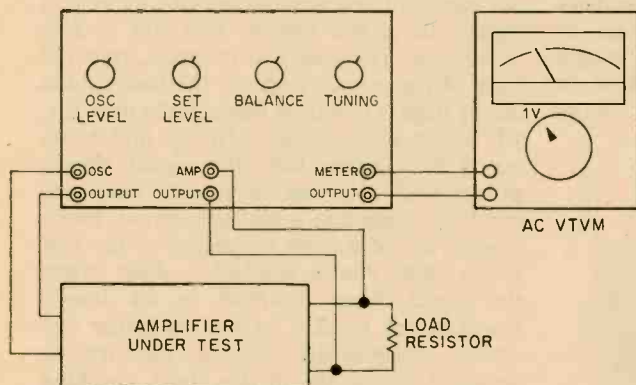 OSC
LEVEL
SET
LEVEL
BALANCE
TUNING
1V
OSC
AMP
METER
OUTPUT
OUTPUT
OUTPUT
AC VTVM
AMPLIFIER
UNDER TEST
LOAD
RESISTOR